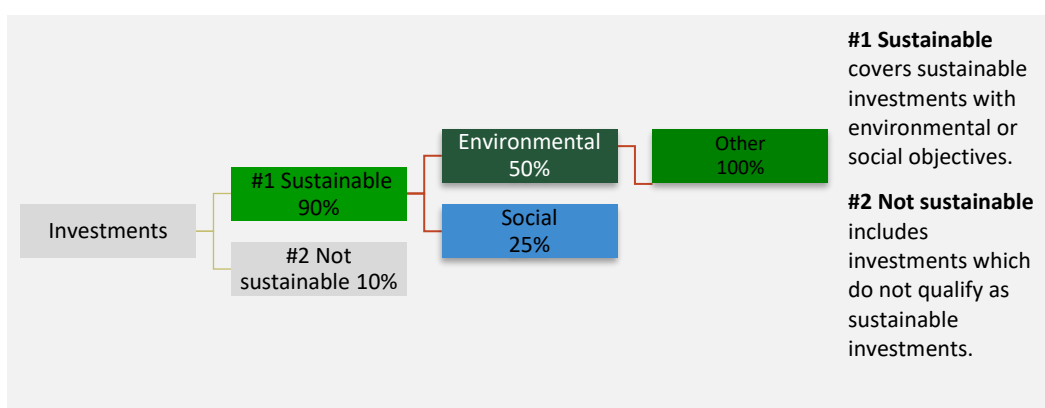 Investments
#1 Sustainable
90%
#2 Not
sustainable 10%
Environmental
50%
Social
25%
Other
100%
#1 Sustainable
covers sustainable
investments with
environmental or
social objectives.
#2 Not sustainable
includes
investments which
do not qualify as
sustainable
investments.